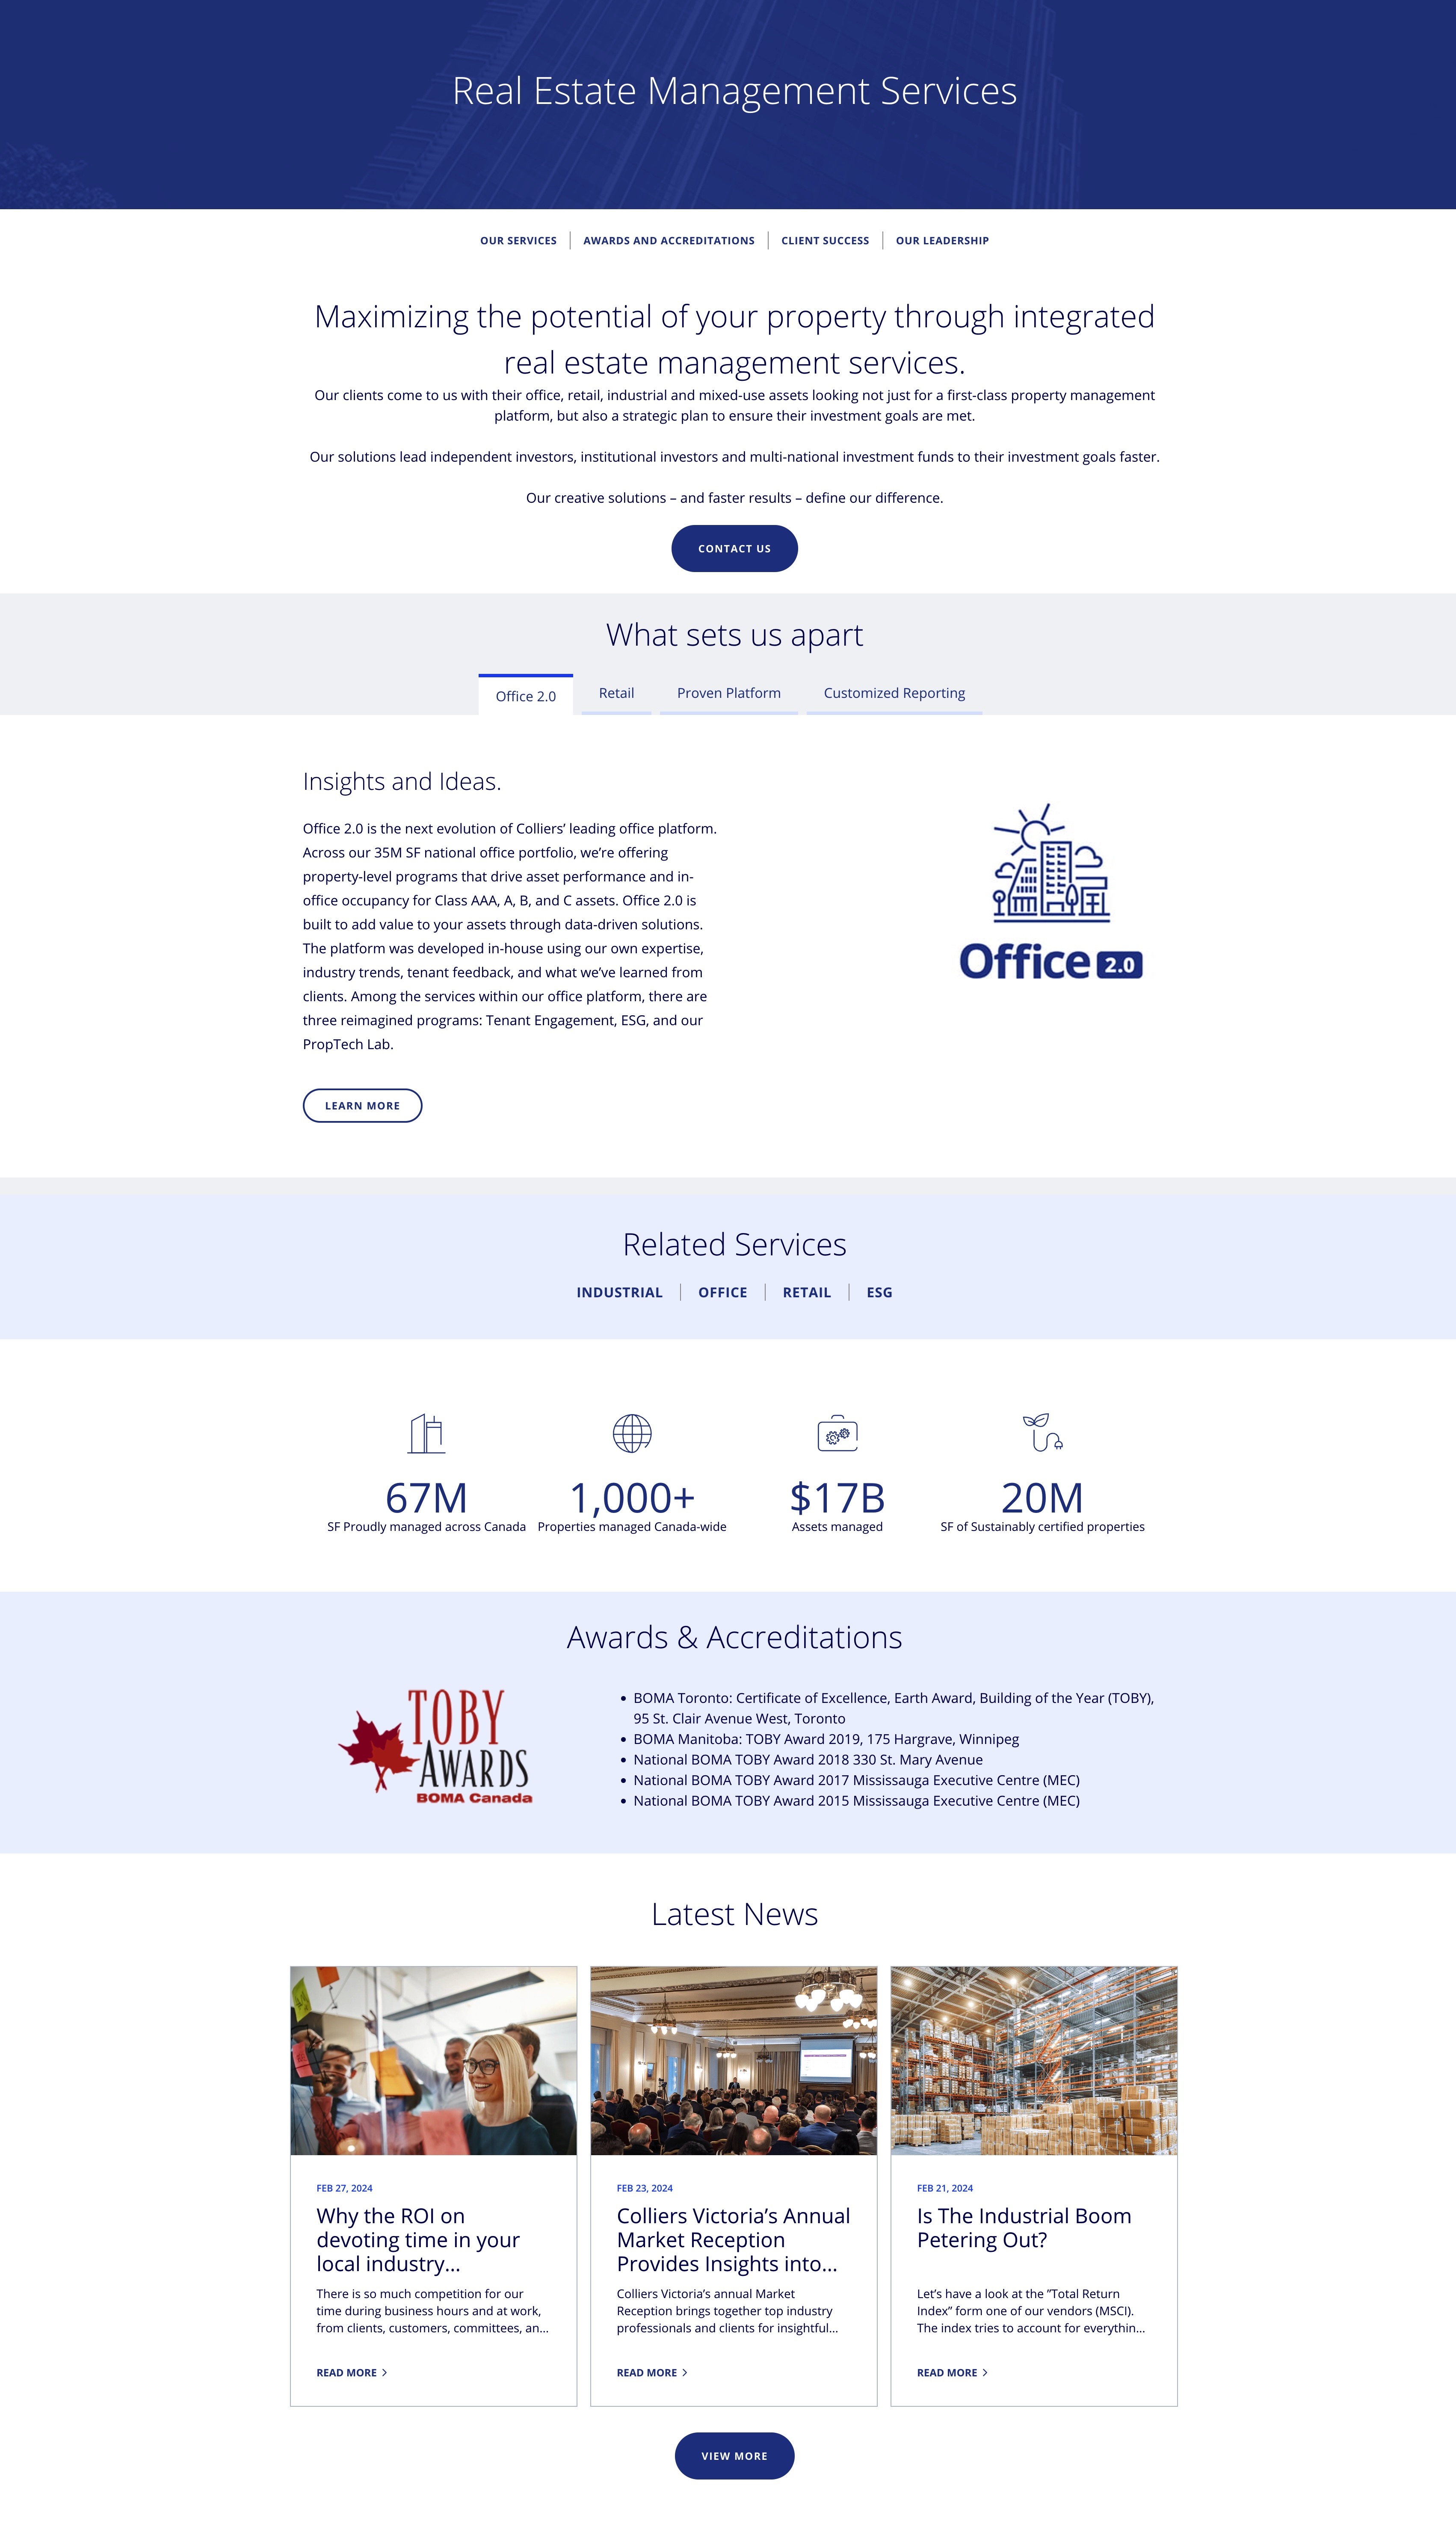 Real Estate Management Services
OUR SERVICES
AWARDS AND ACCREDITATIONS
CLIENT SUCCESS
OUR LEADERSHIP
Maximizing the potential of your property through integrated
real estate management services.
Our clients come to us with their office, retail, industrial and mixed-use assets looking not just for a first-class property management
platform, but also a strategic plan to ensure their investment goals are met.
Our solutions lead independent investors, institutional investors and multi-national investment funds to their investment goals faster.
Our creative solutions – and faster results – define our difference.
CONTACT US
What sets us apart
Office 2.0
Retail
Proven Platform
Customized Reporting
Insights and Ideas.
Office 2.0 is the next evolution of Colliers’ leading office platform.
Across our 35M SF national office portfolio, we’re offering
property-level programs that drive asset performance and in-
office occupancy for Class AAA, A, B, and C assets. Office 2.0 is
built to add value to your assets through data-driven solutions.
The platform was developed in-house using our own expertise,
industry trends, tenant feedback, and what we’ve learned from
clients. Among the services within our office platform, there are
three reimagined programs: Tenant Engagement, ESG, and our
PropTech Lab.
Office 2.0
LEARN MORE
Related Services
INDUSTRIAL
OFFICE
RETAIL
ESG
67M
SF Proudly managed across Canada
1,000+
Properties managed Canada-wide
$17B
Assets managed
20M
SF of Sustainably certified properties
Awards & Accreditations
TOBY
AWARDS
BOMA Canada
• BOMA Toronto: Certificate of Excellence, Earth Award, Building of the Year (TOBY),
95 St. Clair Avenue West, Toronto
• BOMA Manitoba: TOBY Award 2019, 175 Hargrave, Winnipeg
• National BOMA TOBY Award 2018 330 St. Mary Avenue
• National BOMA TOBY Award 2017 Mississauga Executive Centre (MEC)
• National BOMA TOBY Award 2015 Mississauga Executive Centre (MEC)
Latest News
FEB 27, 2024
Why the ROI on
devoting time in your
local industry...
There is so much competition for our
time during business hours and at work,
from clients, customers, committees, an...
READ MORE
FEB 23, 2024
Colliers Victoria’s Annual
Market Reception
Provides Insights into...
Colliers Victoria’s annual Market
Reception brings together top industry
professionals and clients for insightful...
READ MORE
FEB 21, 2024
Is The Industrial Boom
Petering Out?
Let’s have a look at the ”Total Return
Index” form one of our vendors (MSCI).
The index tries to account for everythin...
READ MORE
VIEW MORE